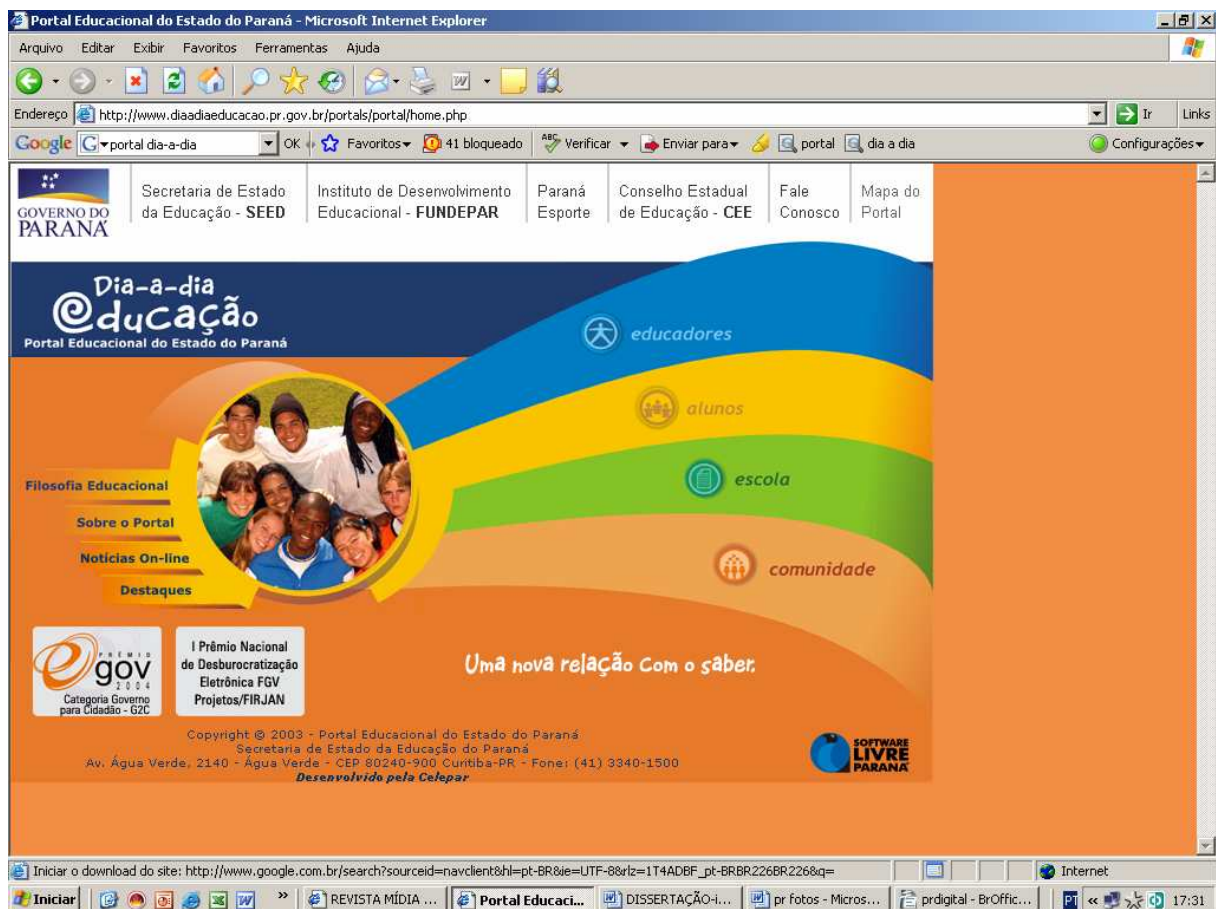 Portal Educacional do Estado do Paraná - Microsoft Internet Explorer
Arquivo Editar Exibir Favoritos Ferramentas Ajuda
Endereço http://www.diaadiaeducacao.pr.gov.br/portals/portal/home.php Ir Links
Google portal dia-a-dia OK Favoritos 41 bloqueado ABC Verificar Enviar para portal dia a dia Configurações
GOVERNO DO
PARANÁ
Secretaria de Estado
da Educação - SEED
Instituto de Desenvolvimento
Educacional - FUNDEPAR
Paraná
Esporte
Conselho Estadual
de Educação - CEE
Fale
Conosco
Mapa do
Portal
Dia-a-dia
educação
Portal Educacional do Estado do Paraná
educadores
alunos
escola
comunidade
Filosofia Educacional
Sobre o Portal
Notícias On-line
Destaques
PRÊMIO
egov
2004
Categoria Governo
para Cidadão - G2C
I Prêmio Nacional
de Desburocratização
Eletrônica FGV
Projetos/FIRJAN
Uma nova relação com o saber.
Copyright © 2003 - Portal Educacional do Estado do Paraná
Secretaria de Estado da Educação do Paraná
Av. Água Verde, 2140 - Água Verde - CEP 80240-900 Curitiba-PR - Fone: (41) 3340-1500
Desenvolvido pela Celepar
SOFTWARE
LIVRE
PARANÁ
Iniciar o download do site: http://www.google.com.br/search?sourceid=navclient&hl=pt-BR&ie=UTF-8&rlz=1T4ADBF_pt-BRBR226BR226&q= Internet
Iniciar » REVISTA MÍDIA ... Portal Educaci... DISSERTAÇÃO-i... pr fotos - Micros... prdigital - BrOffic... PT « 17:31